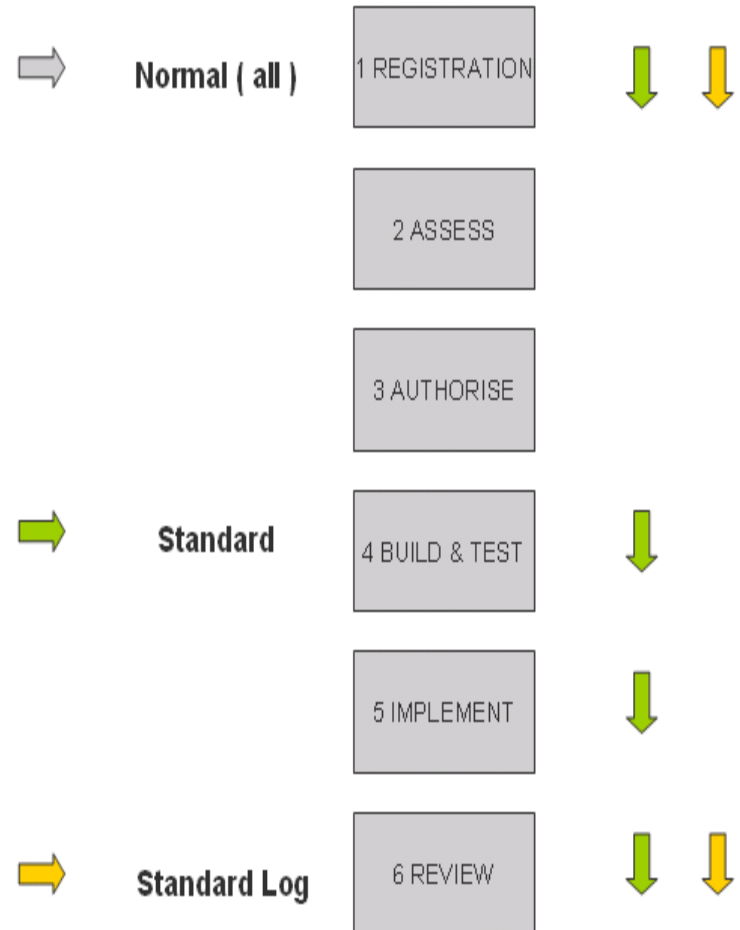 Normal ( all )
1 REGISTRATION
2 ASSESS
3 AUTHORISE
Standard
4 BUILD & TEST
5 IMPLEMENT
Standard Log
6 REVIEW